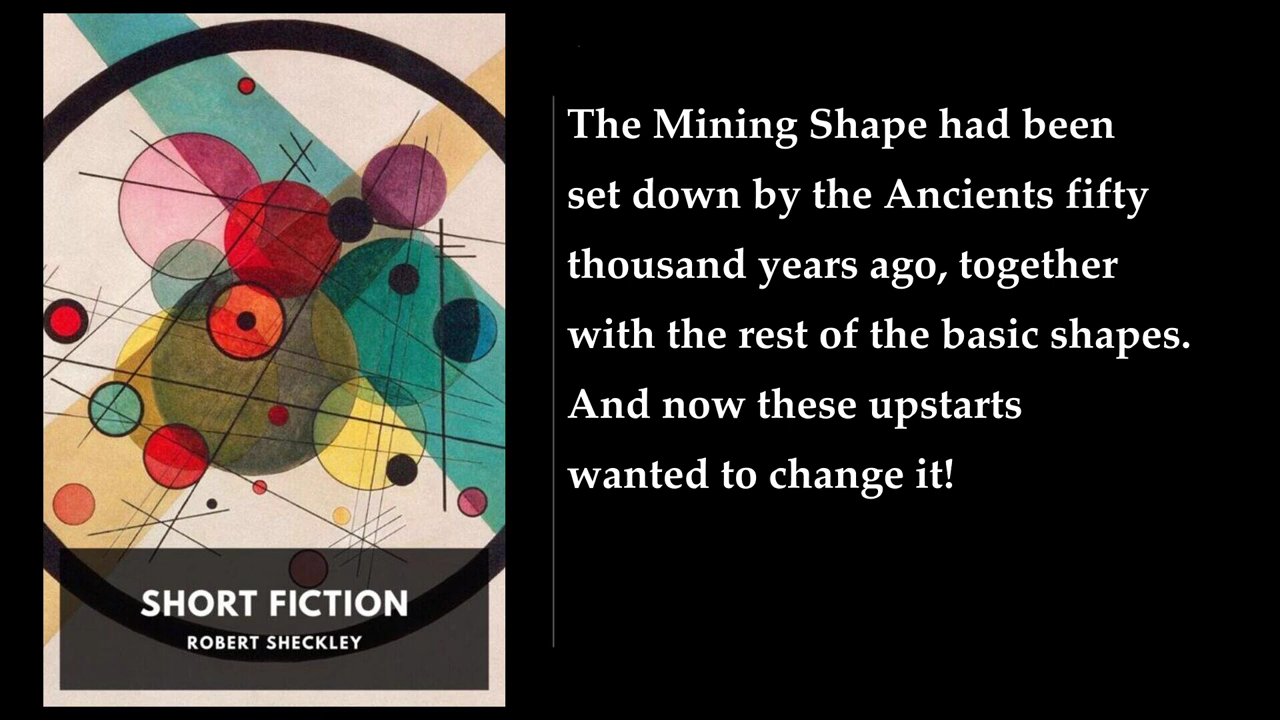 SHORT FICTION
ROBERT SHECKLEY
The Mining Shape had been
set down by the Ancients fifty
thousand years ago, together
with the rest of the basic shapes.
And now these upstarts
wanted to change it!